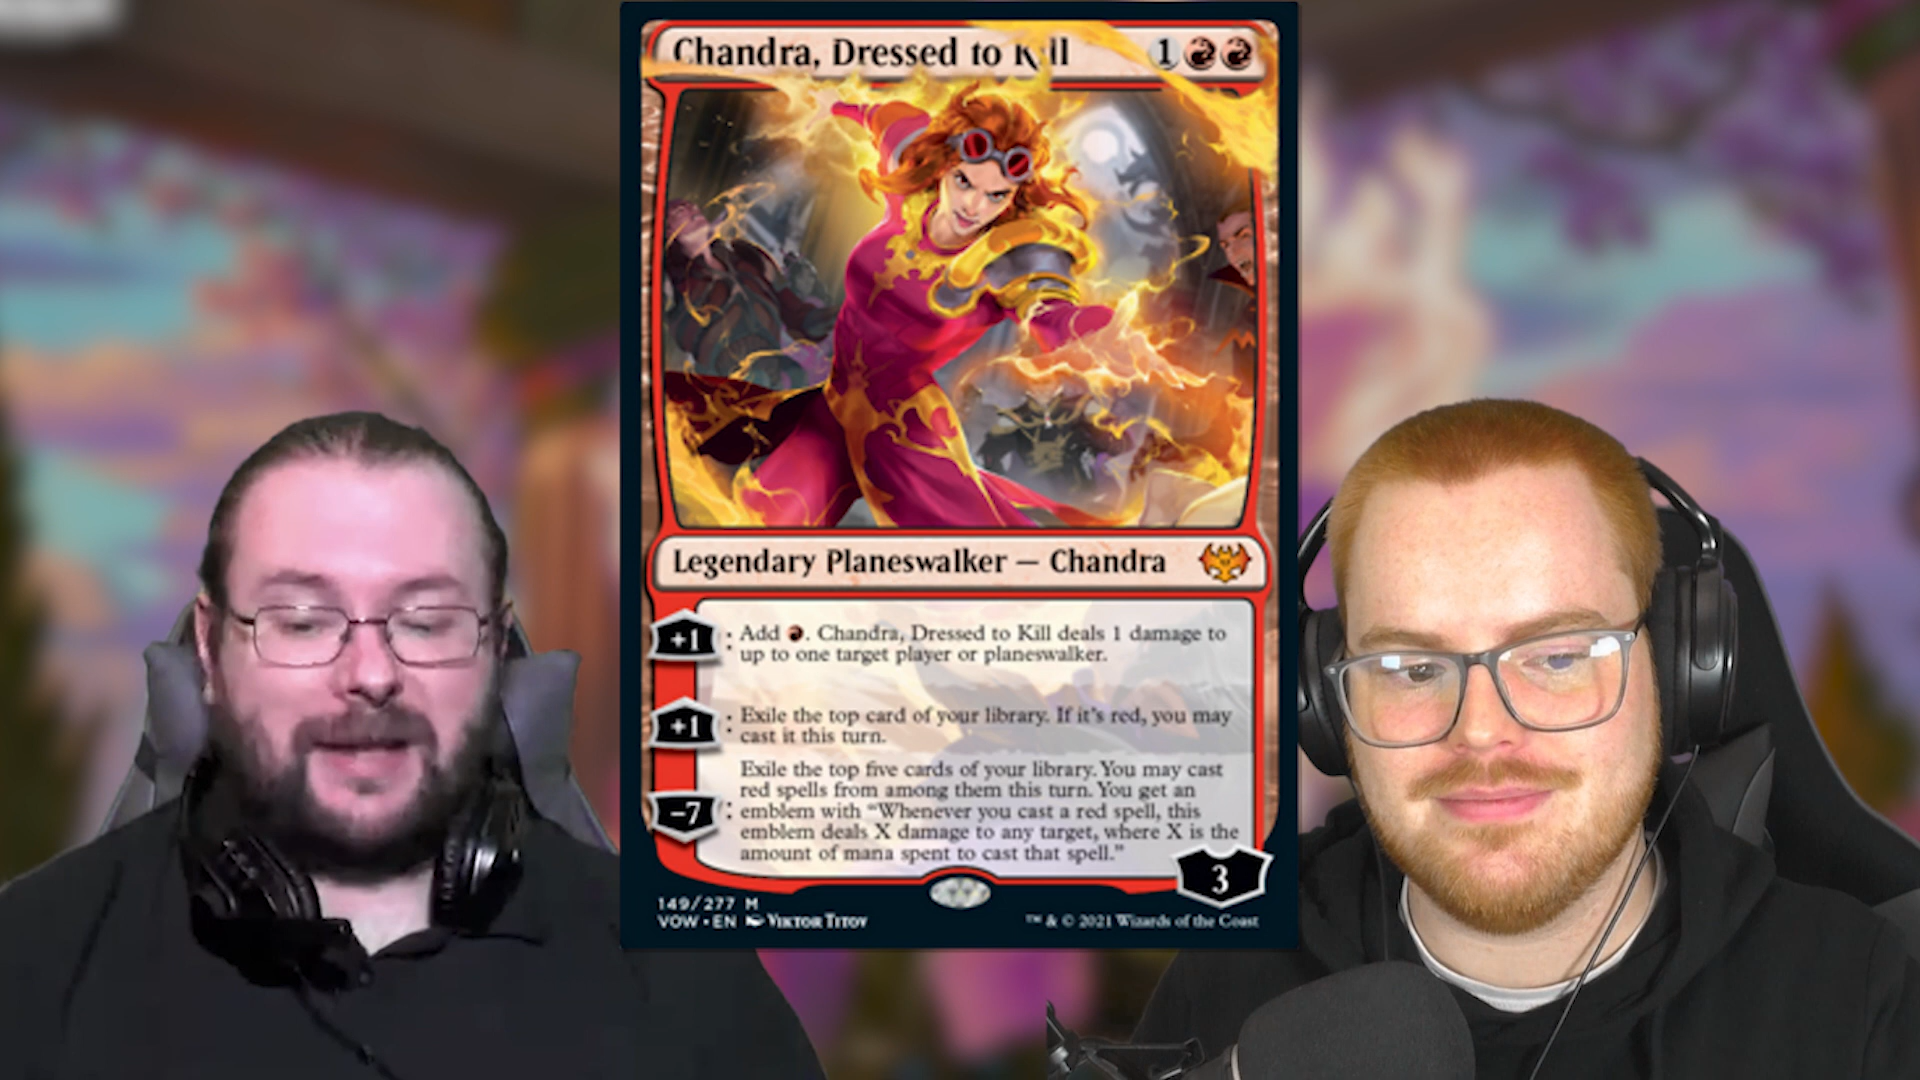 Chandra, Dressed to Kill 1
Legendary Planeswalker — Chandra
+1 : Add . Chandra, Dressed to Kill deals 1 damage to
up to one target player or planeswalker.
+1 : Exile the top card of your library. If it's red, you may
cast it this turn.
Exile the top five cards of your library. You may cast
red spells from among them this turn. You get an
-7 : emblem with “Whenever you cast a red spell, this
emblem deals X damage to any target, where X is the
amount of mana spent to cast that spell.”
3
149/277 M
VOW • EN Viktor Titov
™ & © 2021 Wizards of the Coast